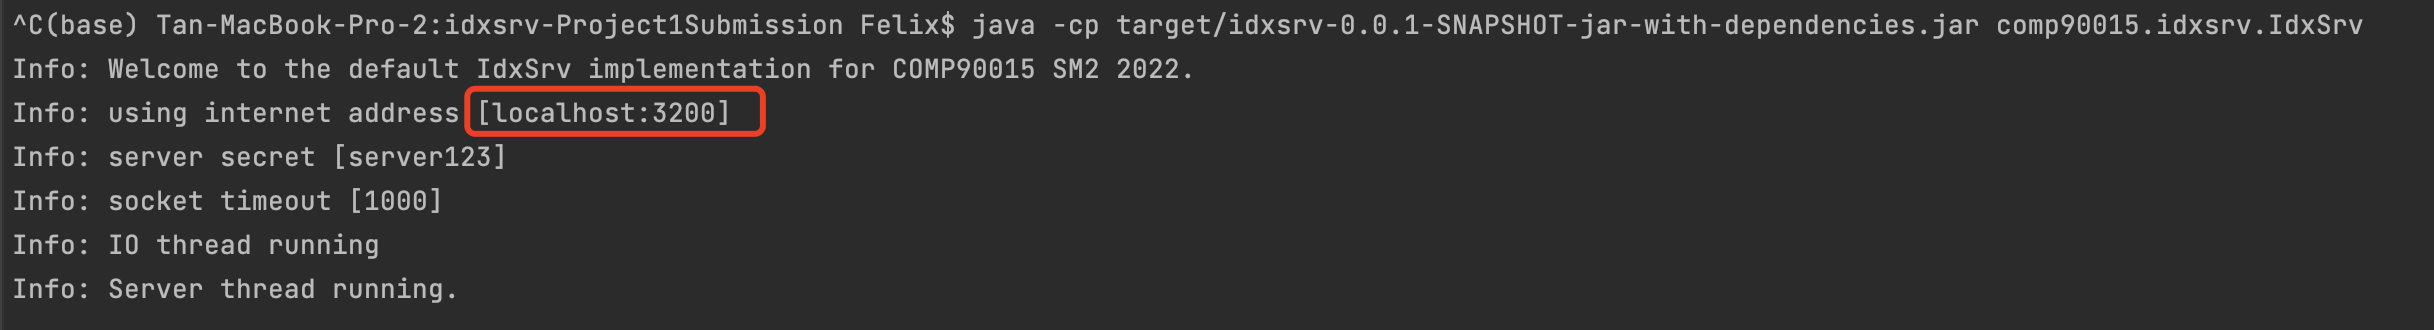 ^C(base) Tan-MacBook-Pro-2:idxsrv-Project1Submission Felix$ java -cp target/idxsrv-0.0.1-SNAPSHOT-jar-with-dependencies.jar comp90015.idxsrv.IdxSrv
Info: Welcome to the default IdxSrv implementation for COMP90015 SM2 2022.
Info: using internet address [localhost:3200]
Info: server secret [server123]
Info: socket timeout [1000]
Info: IO thread running
Info: Server thread running.